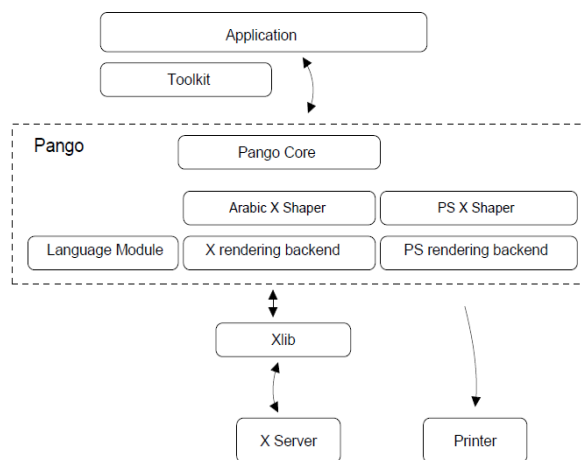 Application
Toolkit
Pango
Pango Core
Arabic X Shaper
PS X Shaper
Language Module
X rendering backend
PS rendering backend
Xlib
X Server
Printer